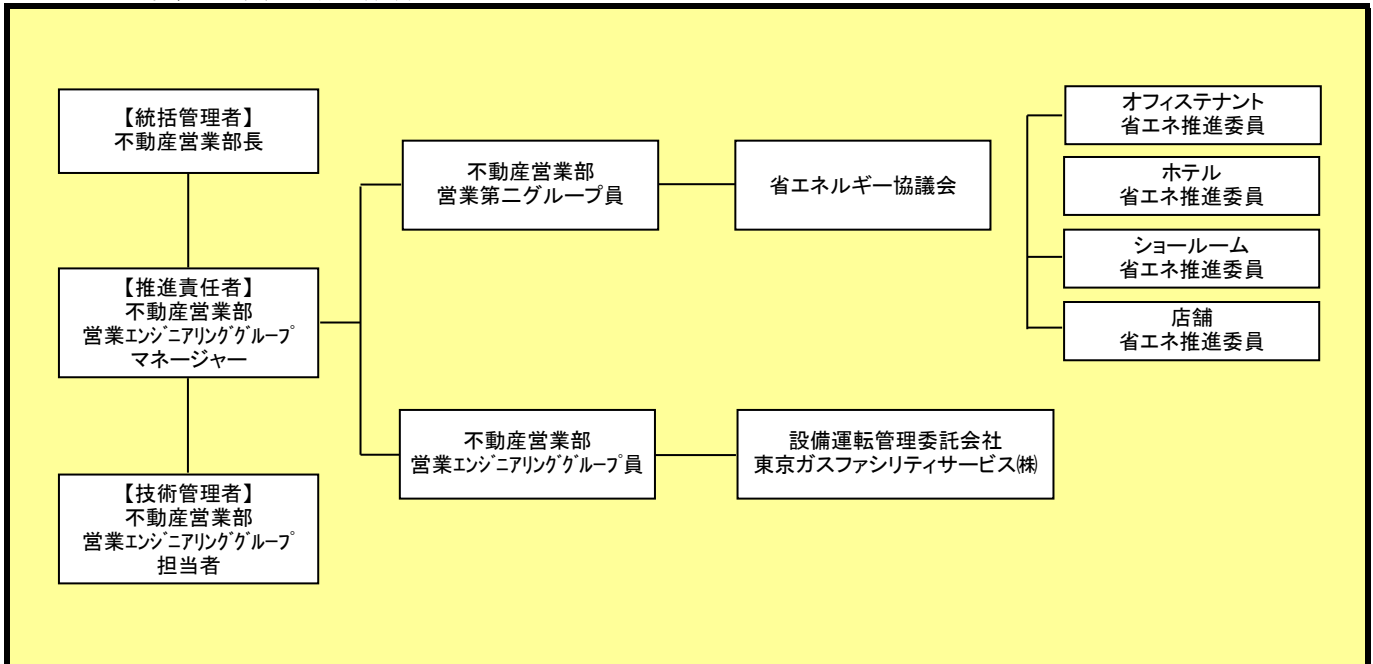 【統括管理者】
不動産営業部長
【推進責任者】
不動産営業部
営業ｴﾝｼﾞﾆｱﾘﾝｸﾞｸﾞﾙｰﾌﾟ
マネージャー
【技術管理者】
不動産営業部
営業ｴﾝｼﾞﾆｱﾘﾝｸﾞｸﾞﾙｰﾌﾟ
担当者
不動産営業部
営業第二グループ員
不動産営業部
営業ｴﾝｼﾞﾆｱﾘﾝｸﾞｸﾞﾙｰﾌﾟ員
省エネルギー協議会
設備運転管理委託会社
東京ガスファシリティサービス㈱
オフィステナント
省エネ推進委員
ホテル
省エネ推進委員
ショールーム
省エネ推進委員
店舗
省エネ推進委員